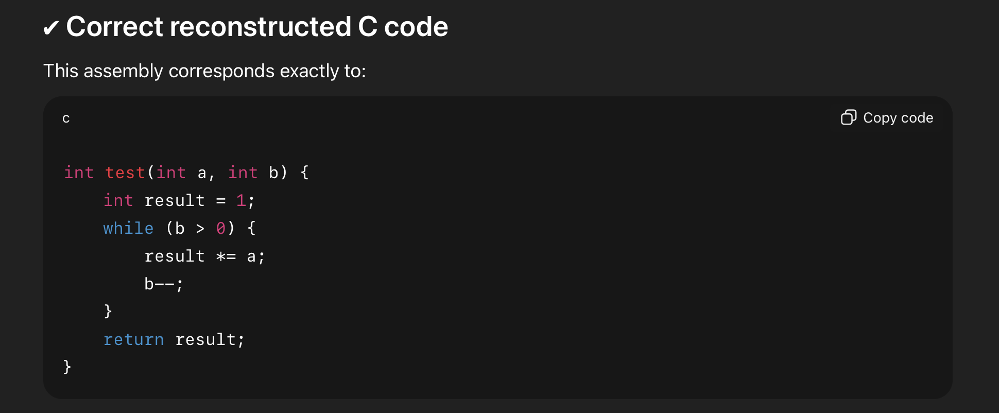 ✔ Correct reconstructed C code
This assembly corresponds exactly to:
c
Copy code
int test(int a, int b) {
    int result = 1;
    while (b > 0) {
        result *= a;
        b--;
    }
    return result;
}